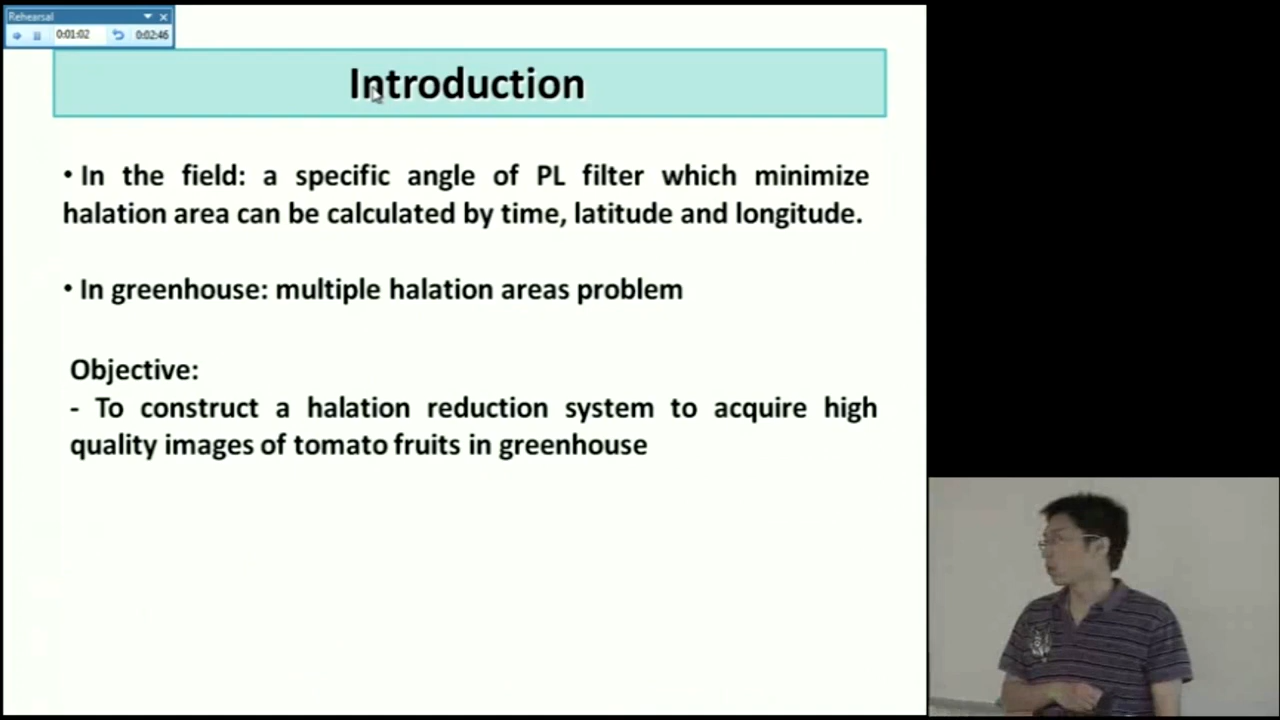 Rehearsal
0:01:02 0:02:46
Introduction
• In the field: a specific angle of PL filter which minimize
halation area can be calculated by time, latitude and longitude.
• In greenhouse: multiple halation areas problem
Objective:
- To construct a halation reduction system to acquire high
quality images of tomato fruits in greenhouse